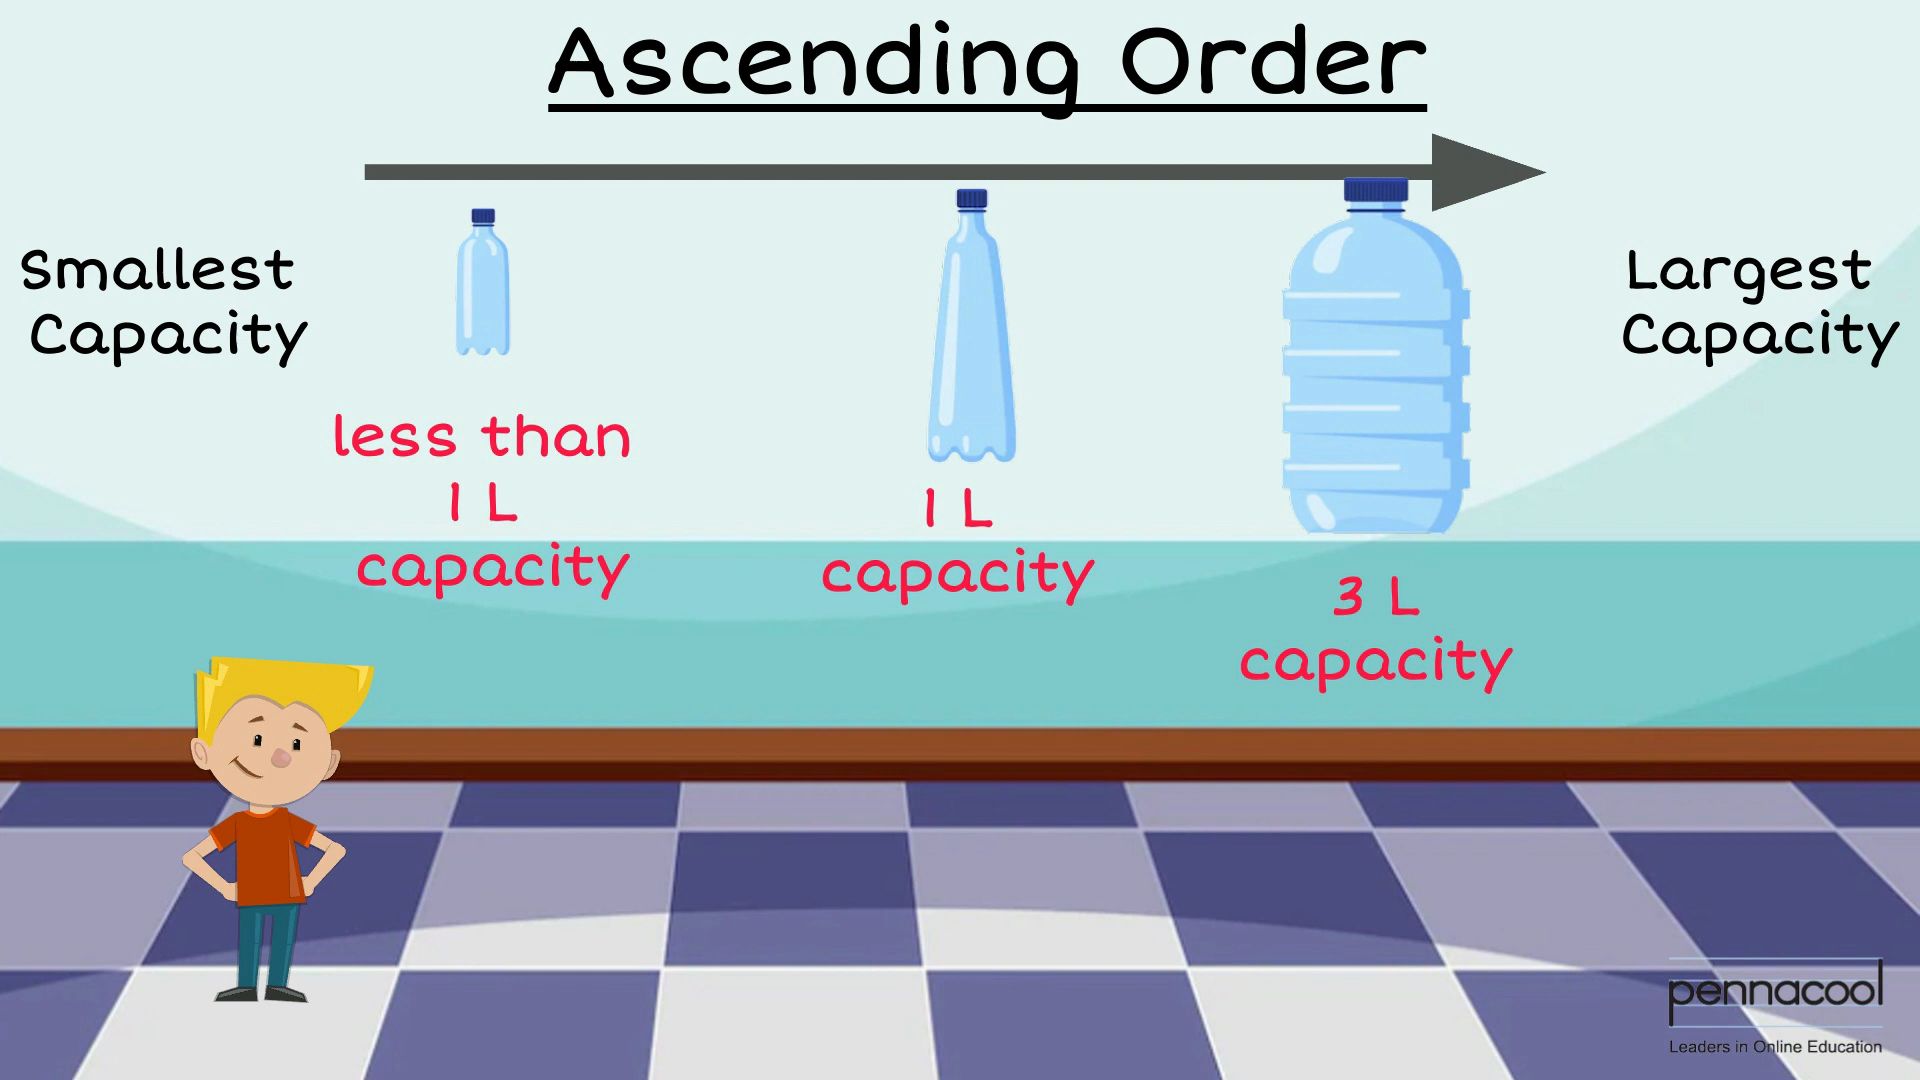 Ascending Order
Smallest
Capacity
Largest
Capacity
less than
1 L
capacity
1 L
capacity
3 L
capacity
pennacool
Leaders in Online Education